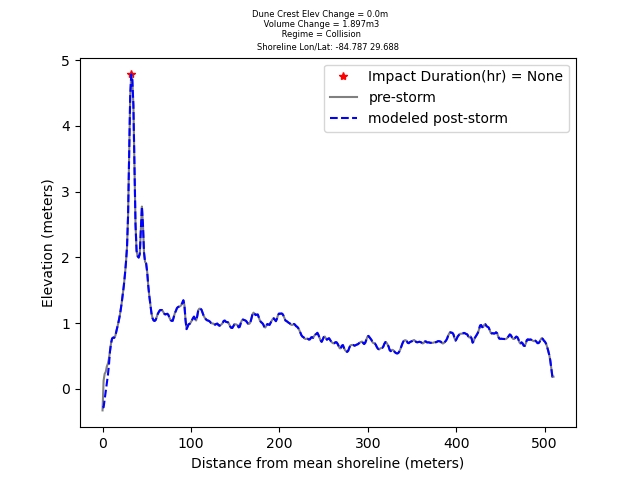 Dune Crest Elev Change = 0.0m
Volume Change = 1.897m3
Regime = Collision
Shoreline Lon/Lat: -84.787 29.688
Impact Duration(hr) = None
pre-storm
modeled post-storm
Elevation (meters)
5
4
3
2
1
0
0 100 200 300 400 500
Distance from mean shoreline (meters)